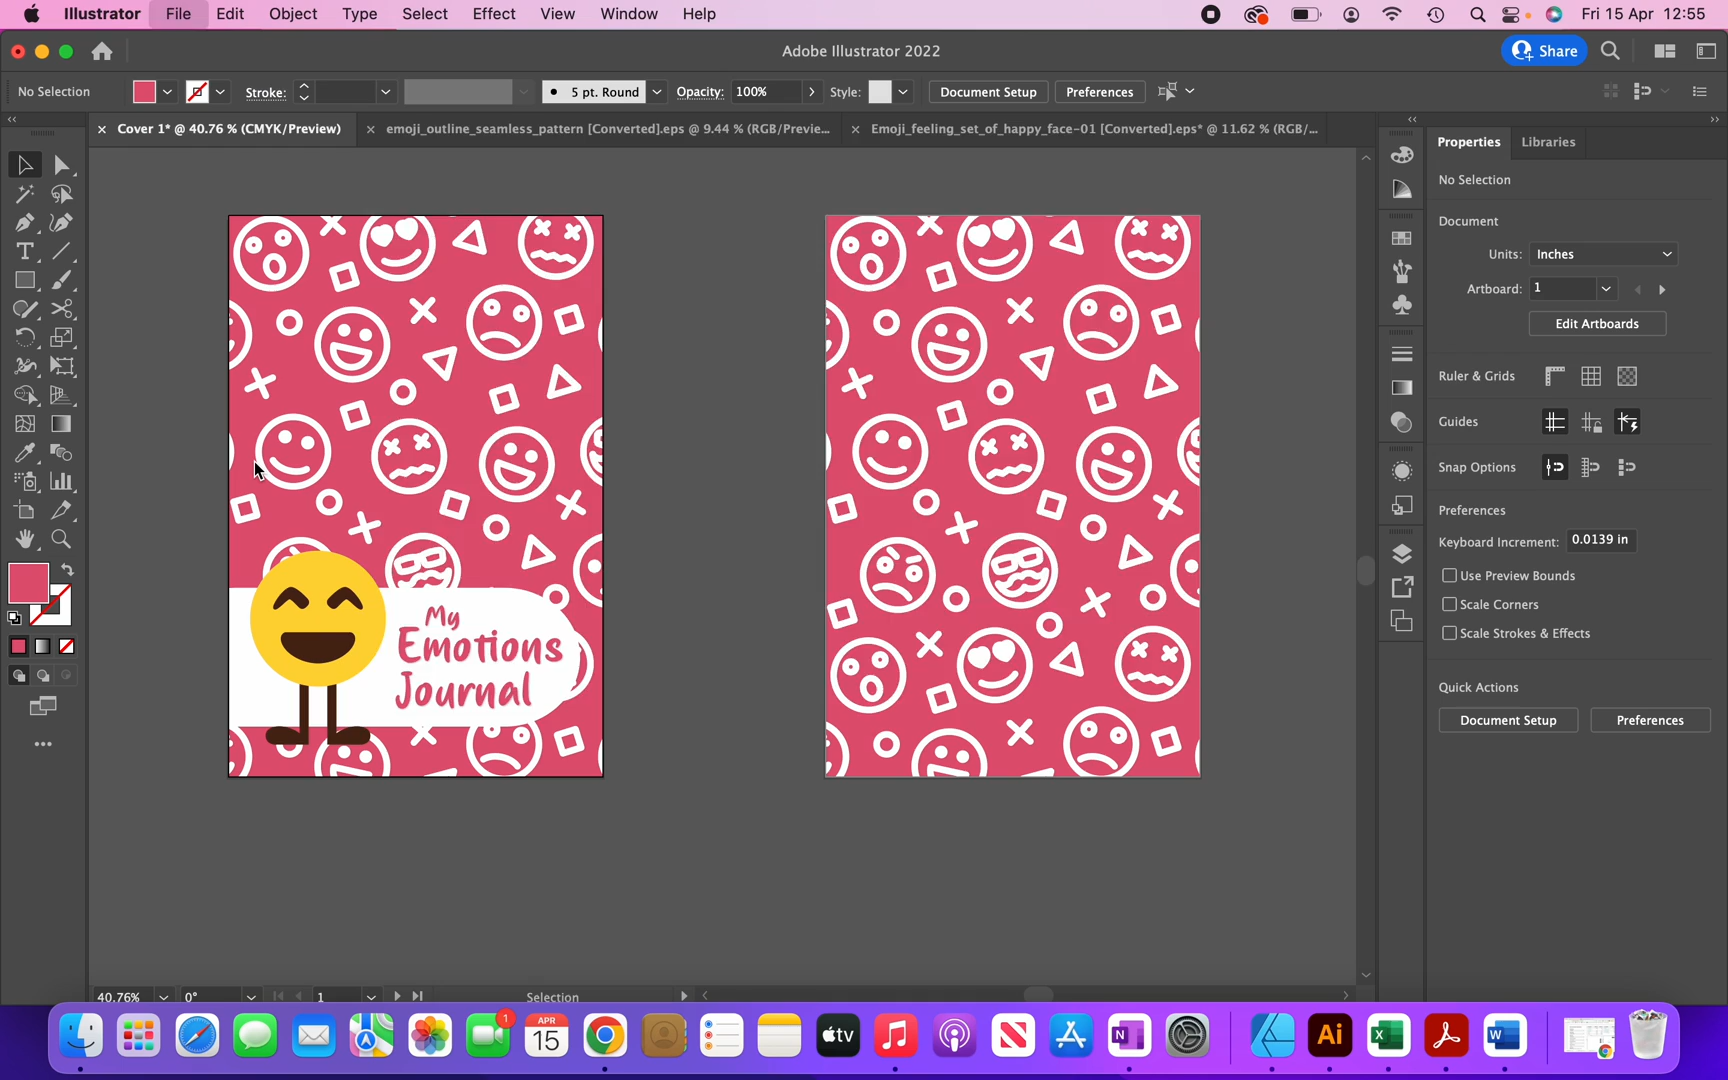 Illustrator File Edit Object Type Select Effect View Window Help Fri 15 Apr 12:55
Adobe Illustrator 2022 Share
No Selection Stroke: 5 pt. Round Opacity: 100% Style: Document Setup Preferences
Cover 1* @ 40.76 % (CMYK/Preview) emoji_outline_seamless_pattern [Converted].eps @ 9.44 % (RGB/Previe... Emoji_feeling_set_of_happy_face-01 [Converted].eps* @ 11.62 % (RGB/...
Properties Libraries
No Selection
Document
Units: Inches
Artboard: 1
Edit Artboards
Ruler & Grids
Guides
Snap Options
Preferences
Keyboard Increment: 0.0139 in
Use Preview Bounds
Scale Corners
Scale Strokes & Effects
Quick Actions
Document Setup Preferences
My
Emotions
Journal
40.76% 0° 1 Selection
1
APR
15
tv
N
Ai
W